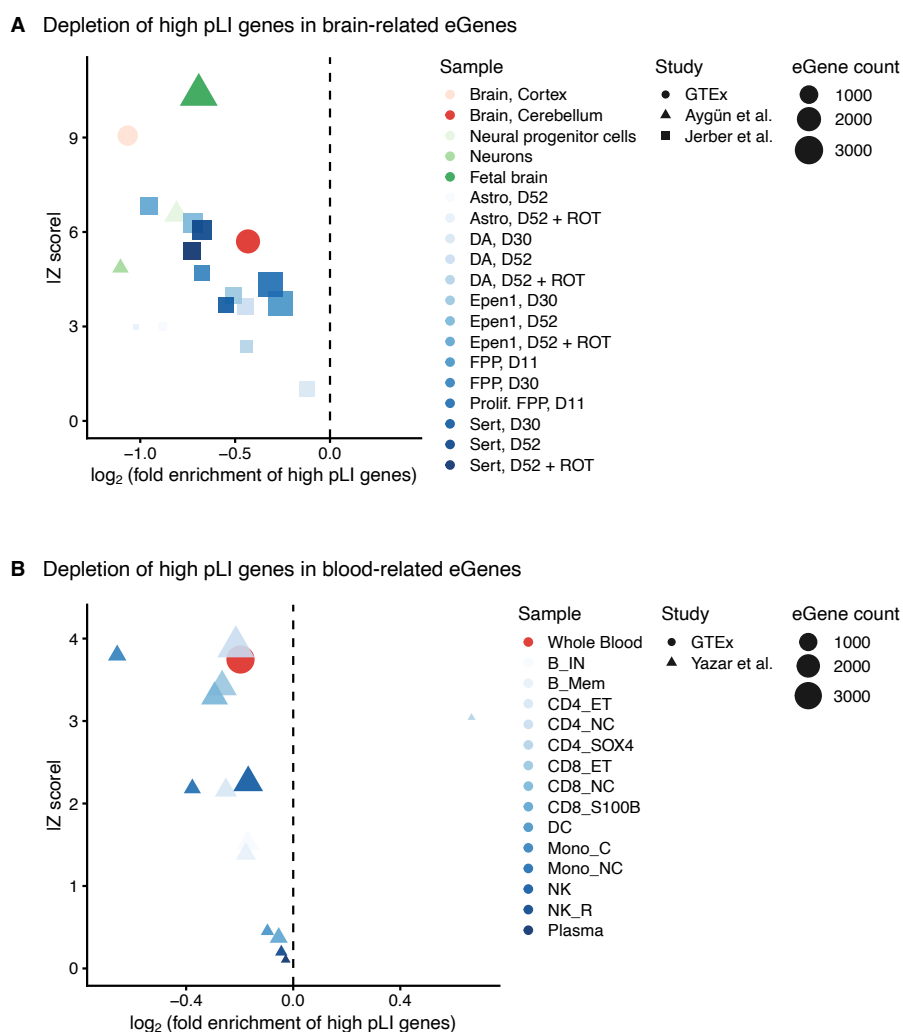 A Depletion of high pLI genes in brain-related eGenes
9
6
3
0
−1.0
−0.5
0.0
IZ scoreI
log2 (fold enrichment of high pLI genes)
Sample
Brain, Cortex
Brain, Cerebellum
Neural progenitor cells
Neurons
Fetal brain
Astro, D52
Astro, D52 + ROT
DA, D30
DA, D52
DA, D52 + ROT
Epen1, D30
Epen1, D52
Epen1, D52 + ROT
FPP, D11
FPP, D30
Prolif. FPP, D11
Sert, D30
Sert, D52
Sert, D52 + ROT
Study
GTEx
Aygün et al.
Jerber et al.
eGene count
1000
2000
3000
B Depletion of high pLI genes in blood-related eGenes
4
3
2
1
0
−0.4
0.0
0.4
IZ scoreI
log2 (fold enrichment of high pLI genes)
Sample
Whole Blood
B_IN
B_Mem
CD4_ET
CD4_NC
CD4_SOX4
CD8_ET
CD8_NC
CD8_S100B
DC
Mono_C
Mono_NC
NK
NK_R
Plasma
Study
GTEx
Yazar et al.
eGene count
1000
2000
3000